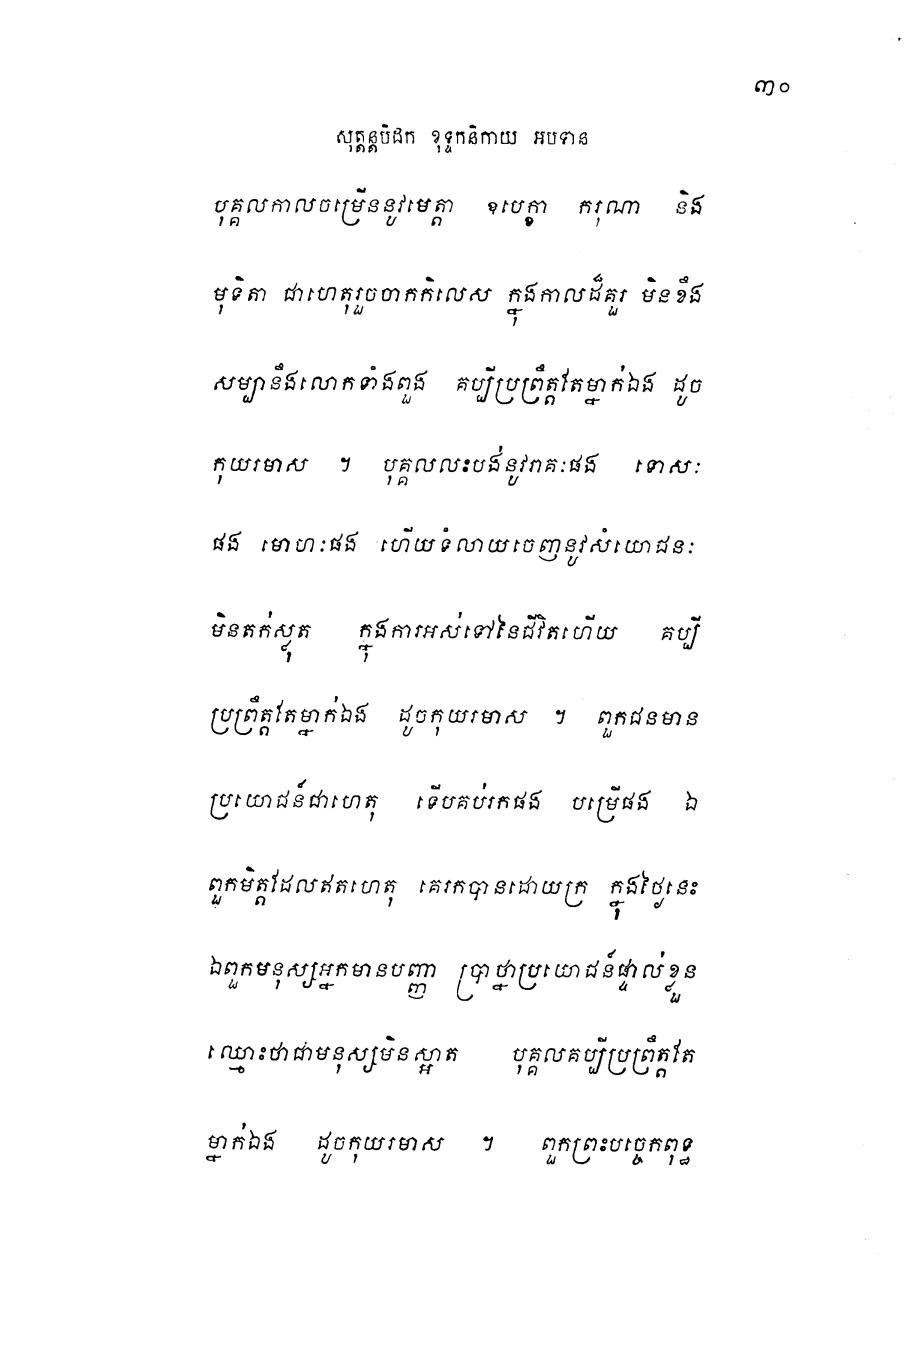 ៣០
សុត្តន្តបិដក ខុទ្ទកនិកាយ អបទាន
បុគ្គលកាលចម្រើននូវមេត្តា ឧបេក្ខា ករុណា និង
មុទិតា ជាហេតុរួចចាកកិលេស ក្នុងកាលដ៏គួរ មិនខឹង
សម្បានឹងលោកទាំងពួង គប្បីប្រព្រឹត្តតែម្នាក់ឯង ដូច
កុយរមាស ។ បុគ្គលលះបង់នូវរាគៈផង ទោសៈ
ផង មោហៈផង ហើយទំលាយចេញនូវសំយោជនៈ
មិនតក់ស្លុត ក្នុងការអស់ទៅនៃជីវិតហើយ គប្បី
ប្រព្រឹត្តតែម្នាក់ឯង ដូចកុយរមាស ។ ពួកជនមាន
ប្រយោជន៍ជាហេតុ ទើបគប់រកផង បម្រើផង ឯ
ពួកមិត្តដែលឥតហេតុ គេរកបានដោយក្រ ក្នុងថ្ងៃនេះ
ឯពួកមនុស្សអ្នកមានបញ្ញា ប្រាថ្នាប្រយោជន៍ផ្ទាល់ខ្លួន
ឈ្មោះថាជាមនុស្សមិនស្អាត បុគ្គលគប្បីប្រព្រឹត្តតែ
ម្នាក់ឯង ដូចកុយរមាស ។ ពួកព្រះបច្ចេកពុទ្ធ